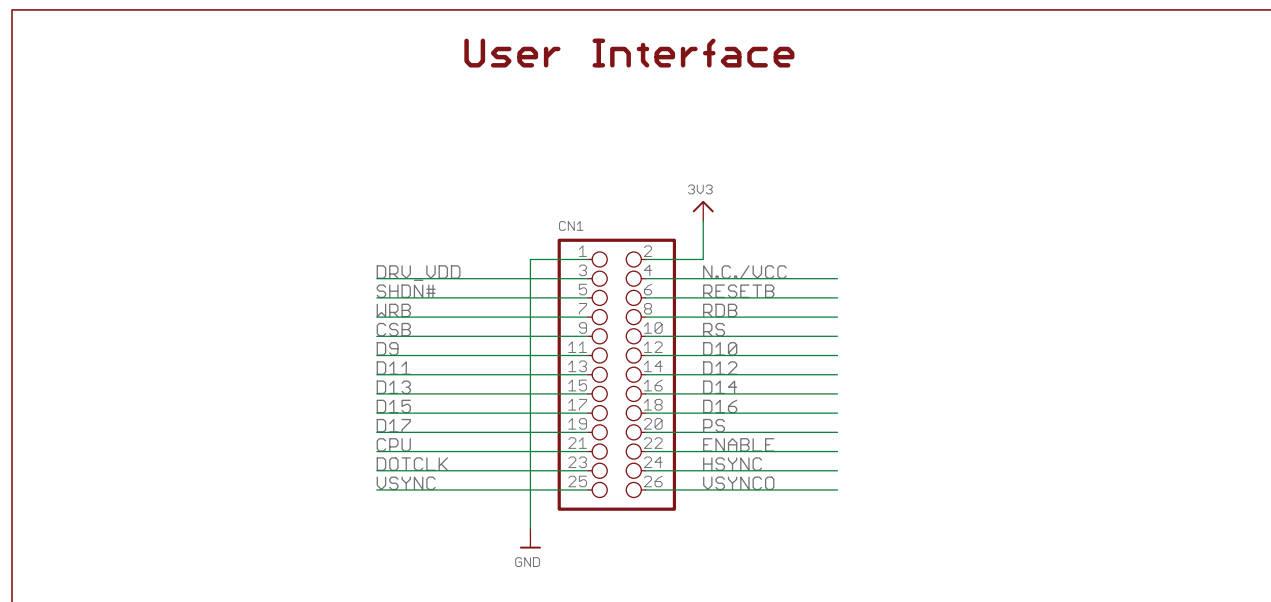 User Interface
3V3
CN1
1 2
DRV_VDD 3 4 N.C./VCC
SHDN# 5 6 RESETB
WRB 7 8 RDB
CSB 9 10 RS
D9 11 12 D10
D11 13 14 D12
D13 15 16 D14
D15 17 18 D16
D17 19 20 PS
CPU 21 22 ENABLE
DOTCLK 23 24 HSYNC
VSYNC 25 26 VSYNCO
GND